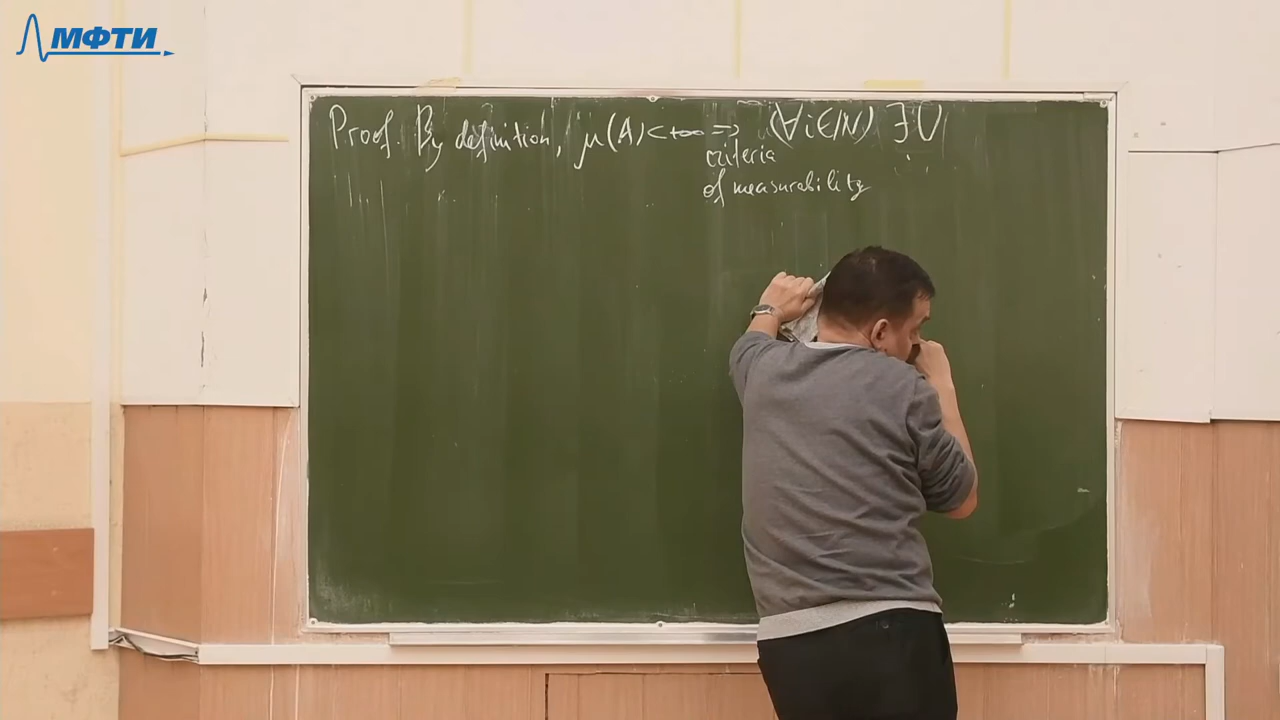 МФТИ
Proof. By definition, μ(A)<+∞ => (∀i∈ℕ) ∃U
criteria
of measurability